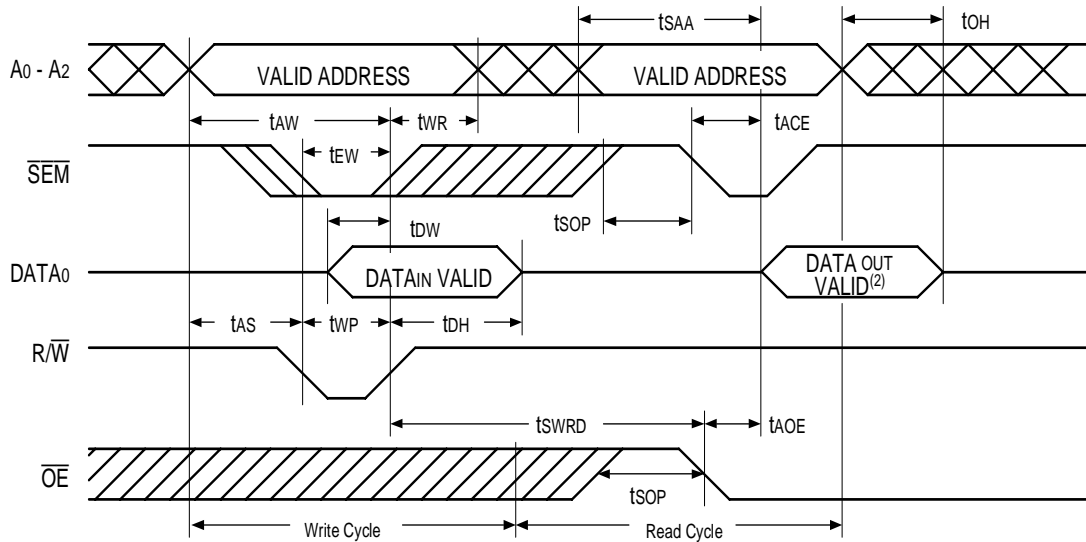 tSAA tOH
A0 - A2 VALID ADDRESS VALID ADDRESS
tAW tWR tACE
SEM tEW
tDW tSOP
DATA0 DATAIN VALID DATA OUT
VALID(2)
tAS tWP tDH
R/W
tSWRD tAOE
OE tSOP
Write Cycle Read Cycle